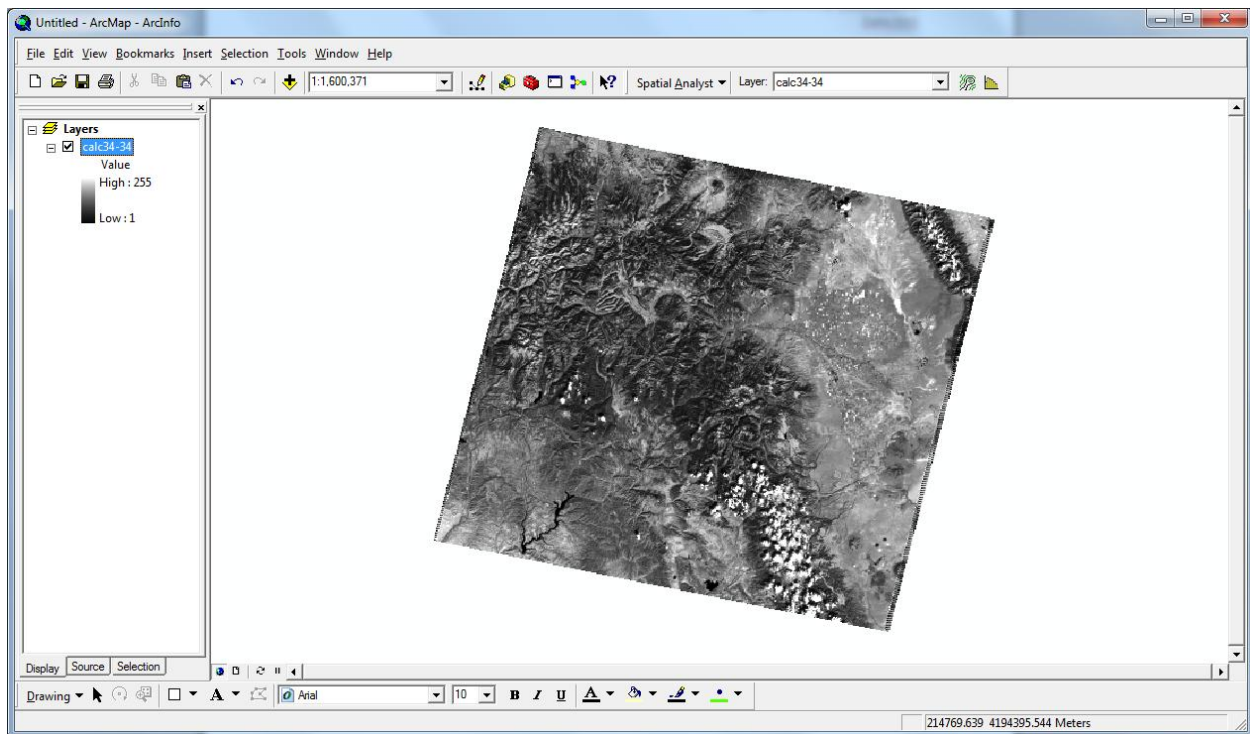 Untitled - ArcMap - ArcInfo
File Edit View Bookmarks Insert Selection Tools Window Help
1:1,600,371 Spatial Analyst Layer: calc34-34
Layers
calc34-34
Value
High : 255
Low : 1
Display Source Selection
Drawing A Arial 10 B I U A
214769.639 4194395.544 Meters